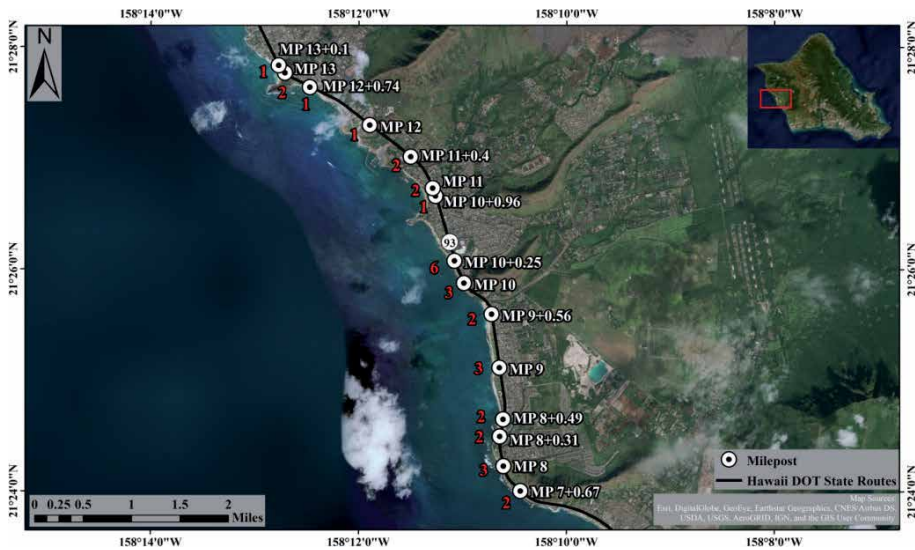 158°14'0"W
158°12'0"W
158°10'0"W
158°8'0"W
21°28'0"N
21°28'0"N
N
MP 13+0.1
1
MP 13
2
MP 12+0.74
1
MP 12
1
MP 11+0.4
2
MP 11
2
MP 10+0.96
1
93
MP 10+0.25
6
21°26'0"N
21°26'0"N
MP 10
3
MP 9+0.56
2
MP 9
3
MP 8+0.49
2
MP 8+0.31
2
MP 8
3
MP 7+0.67
2
21°24'0"N
21°24'0"N
Milepost
Hawaii DOT State Routes
Map Sources:
Esri, DigitalGlobe, GeoEye, Earthstar Geographics, CNES/Airbus DS,
USDA, USGS, AeroGRID, IGN, and the GIS User Community
0 0.25 0.5 1 1.5 2
Miles
158°14'0"W
158°12'0"W
158°10'0"W
158°8'0"W